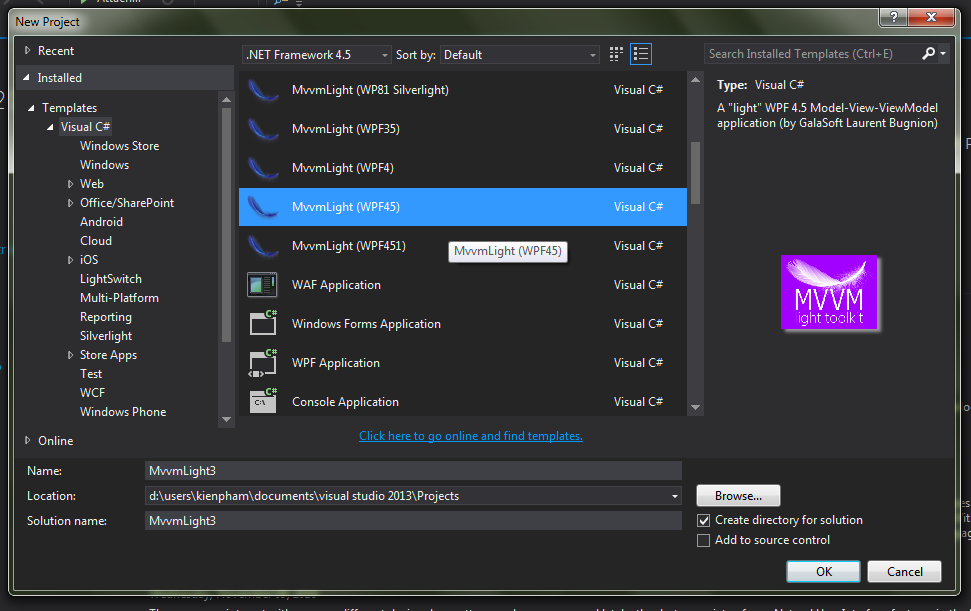 New Project
Recent
Installed
Templates
Visual C#
Windows Store
Windows
Web
Office/SharePoint
Android
Cloud
iOS
LightSwitch
Multi-Platform
Reporting
Silverlight
Store Apps
Test
WCF
Windows Phone
Online
.NET Framework 4.5 Sort by: Default
MvvmLight (WP81 Silverlight) Visual C#
MvvmLight (WPF35) Visual C#
MvvmLight (WPF4) Visual C#
MvvmLight (WPF45) Visual C#
MvvmLight (WPF451) Visual C#
MvvmLight (WPF45)
WAF Application Visual C#
Windows Forms Application Visual C#
WPF Application Visual C#
Console Application Visual C#
Click here to go online and find templates.
Search Installed Templates (Ctrl+E)
Type: Visual C#
A "light" WPF 4.5 Model-View-ViewModel
application (by GalaSoft Laurent Bugnion)
MVVM
light toolkit
Name: MvvmLight3
Location: d:\users\kienpham\documents\visual studio 2013\Projects
Browse...
Solution name: MvvmLight3
Create directory for solution
Add to source control
OK Cancel